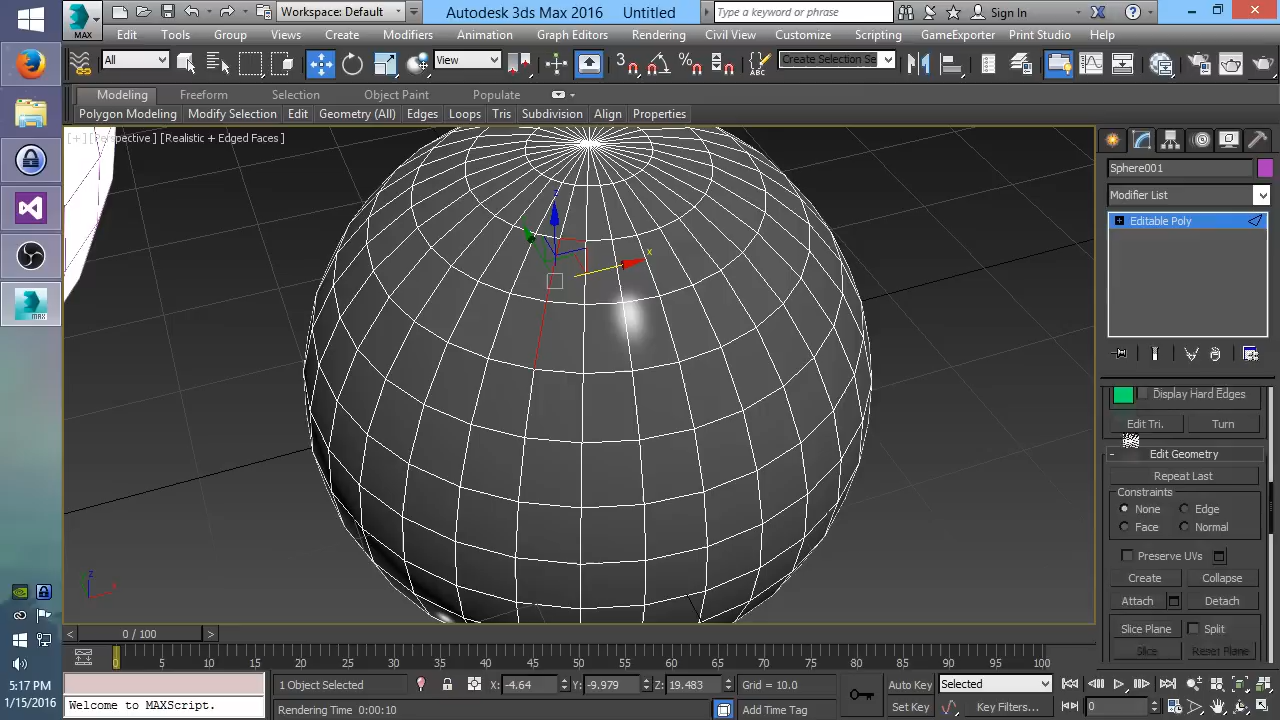 Workspace: Default
Autodesk 3ds Max 2016 Untitled
Type a keyword or phrase
Sign In
MAX
Edit Tools Group Views Create Modifiers Animation Graph Editors Rendering Civil View Customize Scripting GameExporter Print Studio Help
All
View
3
Create Selection Se
Modeling Freeform Selection Object Paint Populate
Polygon Modeling Modify Selection Edit Geometry (All) Edges Loops Tris Subdivision Align Properties
[+] [Perspective ] [Realistic + Edged Faces ]
Sphere001
Modifier List
Editable Poly
z
x
Display Hard Edges
Edit Tri. Turn
- Edit Geometry
Repeat Last
Constraints
None Edge
Face Normal
Preserve UVs
Create Collapse
Attach Detach
Slice Plane Split
Slice Reset Plane
z
x
MAX
< 0 / 100 >
0 5 10 15 20 25 30 35 40 45 50 55 60 65 70 75 80 85 90 95 100
1 Object Selected
X: -4.64 Y: -9.979 Z: 19.483
Grid = 10.0
Auto Key
Selected
Welcome to MAXScript.
Rendering Time 0:00:10
Add Time Tag
Set Key
Key Filters...
0
5:17 PM
1/15/2016